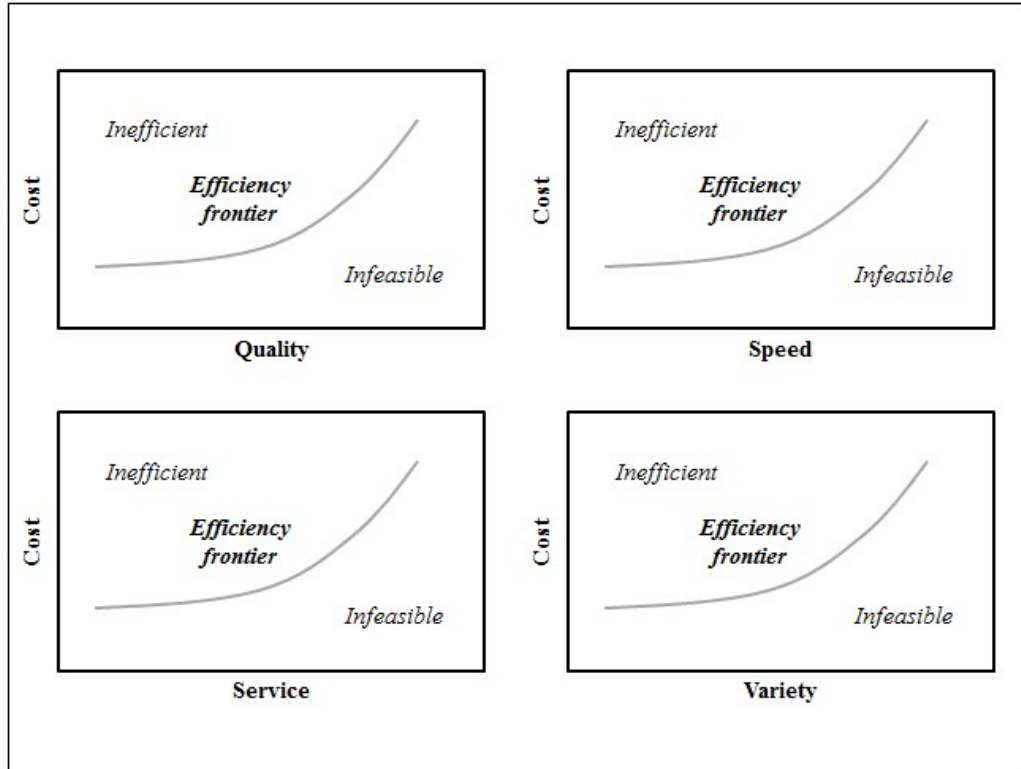 Inefficient
Efficiency
frontier
Infeasible
Cost
Quality
Inefficient
Efficiency
frontier
Infeasible
Cost
Speed
Inefficient
Efficiency
frontier
Infeasible
Cost
Service
Inefficient
Efficiency
frontier
Infeasible
Cost
Variety